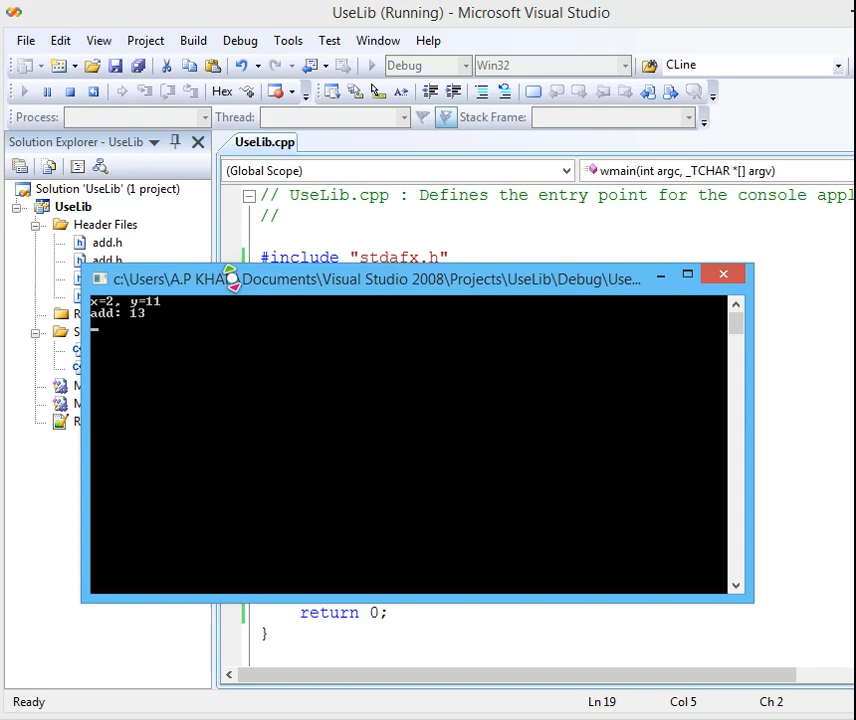 UseLib (Running) - Microsoft Visual Studio
File Edit View Project Build Debug Tools Test Window Help
Debug Win32 CLine
Hex
Process: Thread: Stack Frame:
Solution Explorer - UseLib
UseLib.cpp
(Global Scope) wmain(int argc, _TCHAR *[] argv)
Solution 'UseLib' (1 project)
UseLib
Header Files
add.h
add.h
// UseLib.cpp : Defines the entry point for the console appl
//
#include "stdafx.h"
c:\Users\A.P Documents\Visual Studio 2008\Projects\UseLib\Debug\Use...
x=2, y=11
add: 13
return 0;
}
Ready Ln 19 Col 5 Ch 2